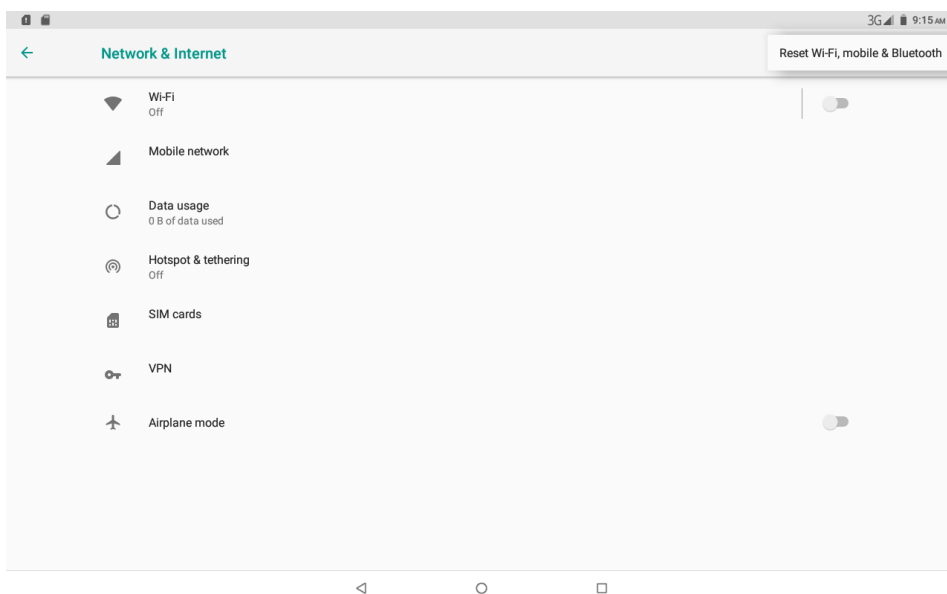 3G 9:15 AM
Network & Internet
Reset Wi-Fi, mobile & Bluetooth
Wi-Fi
Off
Mobile network
Data usage
0 B of data used
Hotspot & tethering
Off
SIM cards
VPN
Airplane mode